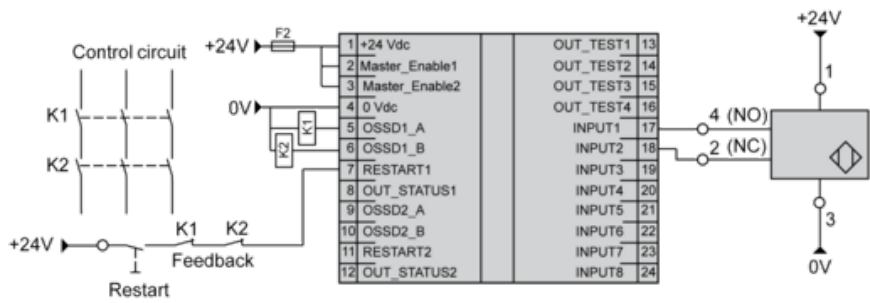 Control circuit
K1
K2
+24V
Restart
K1
K2
Feedback
+24V
F2
0V
K1
K2
1 +24 Vdc
2 Master_Enable1
3 Master_Enable2
4 0 Vdc
5 OSSD1_A
6 OSSD1_B
7 RESTART1
8 OUT_STATUS1
9 OSSD2_A
10 OSSD2_B
11 RESTART2
12 OUT_STATUS2
OUT_TEST1 13
OUT_TEST2 14
OUT_TEST3 15
OUT_TEST4 16
INPUT1 17
INPUT2 18
INPUT3 19
INPUT4 20
INPUT5 21
INPUT6 22
INPUT7 23
INPUT8 24
+24V
1
4 (NO)
2 (NC)
3
0V